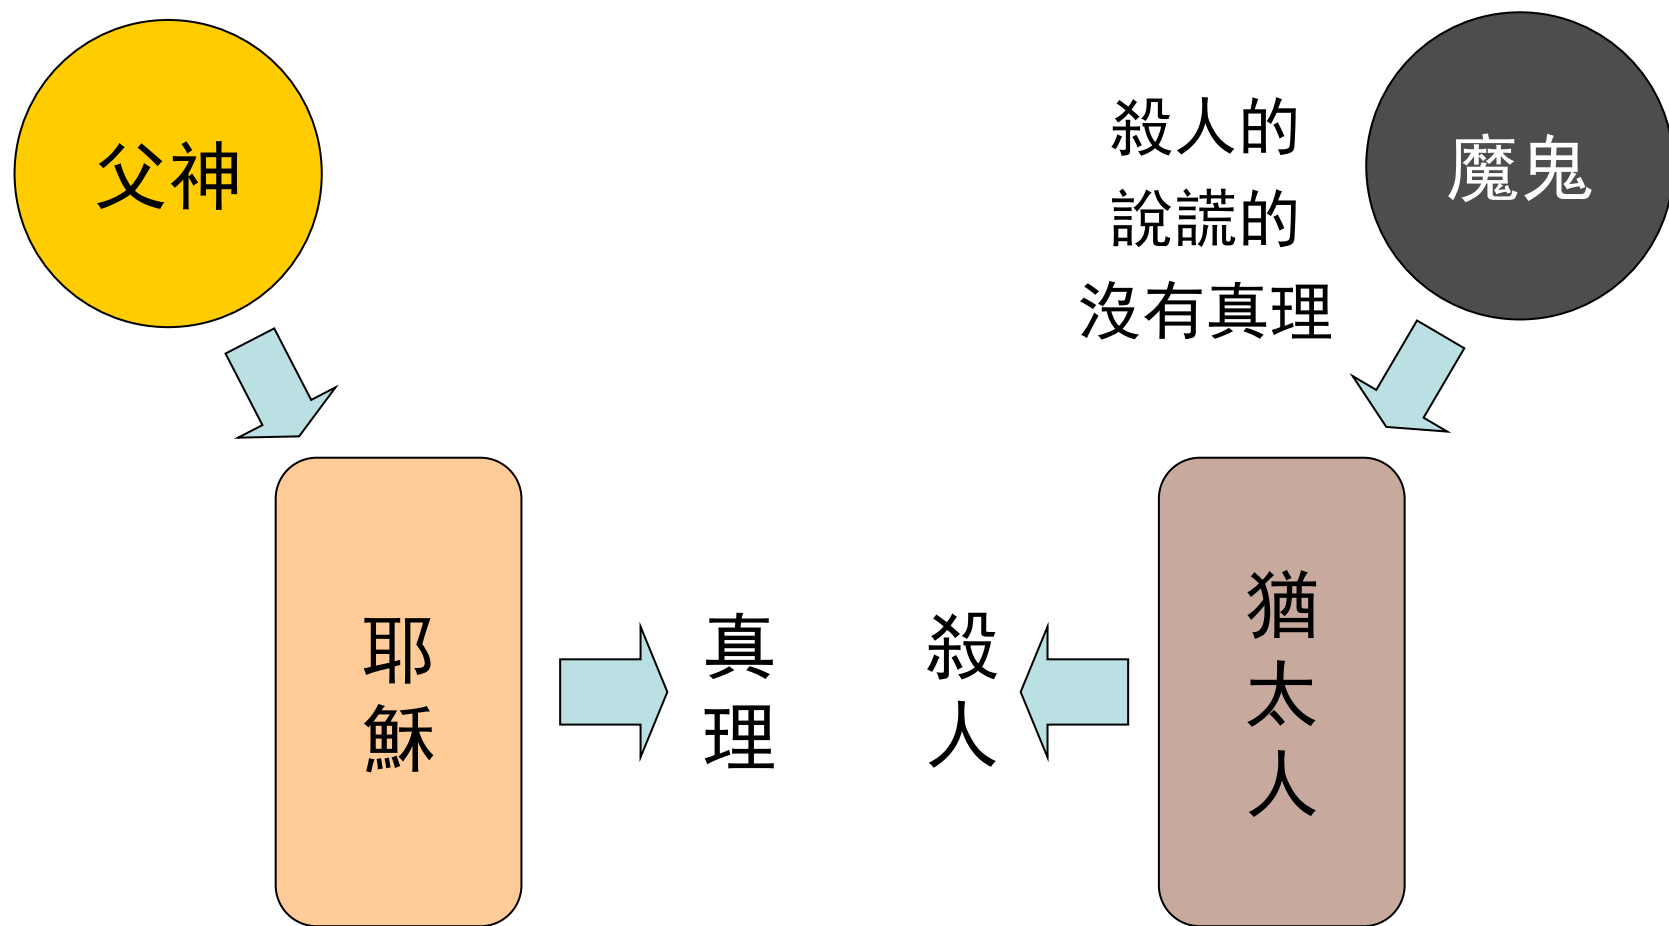 父神
殺人的
說謊的
沒有真理
魔鬼
耶
穌
真
理
殺
人
猶
太
人